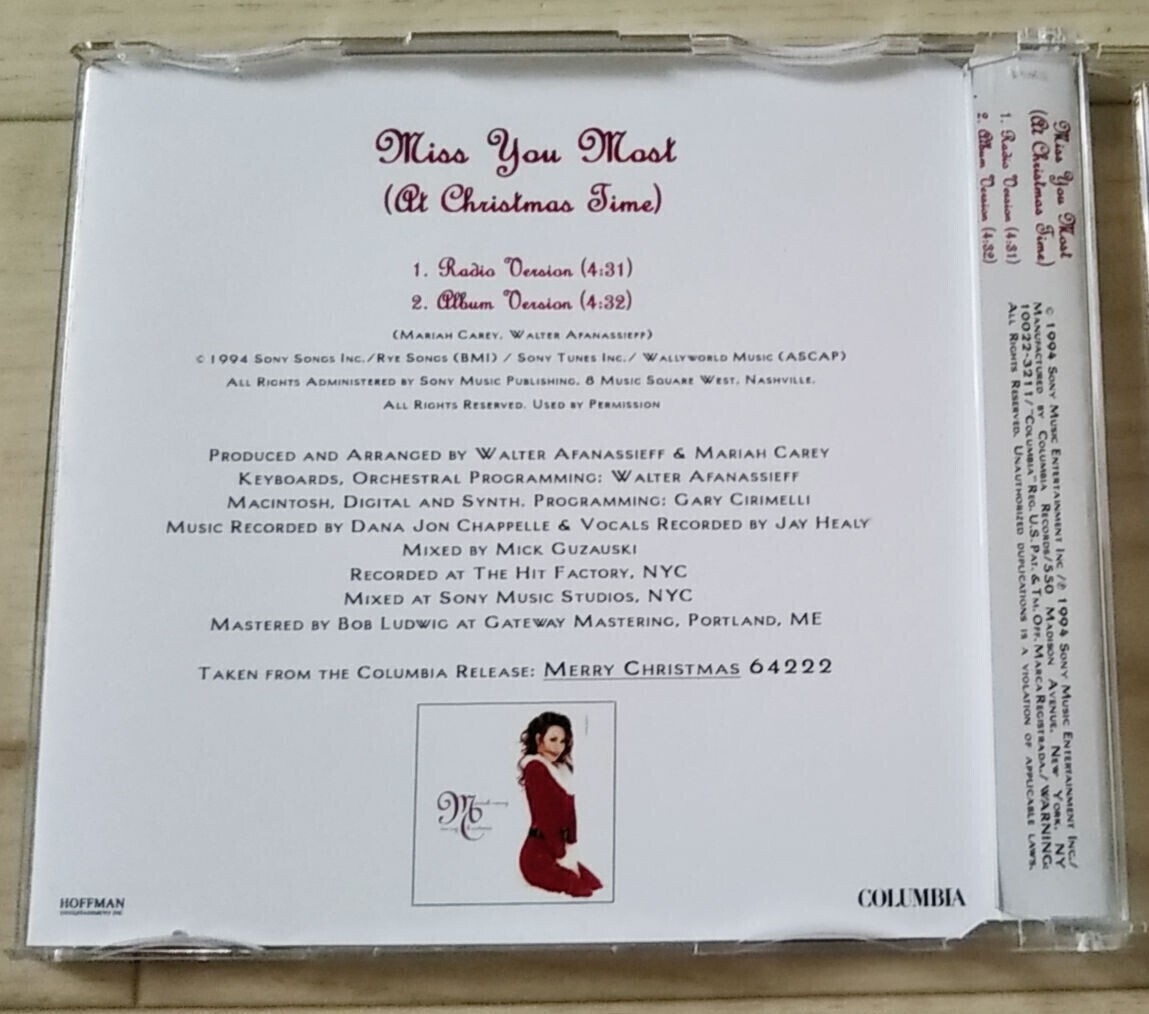 Miss You Most
(At Christmas Time)
1. Radio Version (4:31)
2. Album Version (4:32)
(Mariah Carey, Walter Afanassieff)
© 1994 Sony Songs Inc./Rye Songs (BMI) / Sony Tunes Inc./ Wallyworld Music (ASCAP)
All Rights Administered by Sony Music Publishing, 8 Music Square West, Nashville.
All Rights Reserved. Used by Permission
Produced and Arranged by Walter Afanassieff & Mariah Carey
Keyboards, Orchestral Programming: Walter Afanassieff
Macintosh, Digital and Synth. Programming: Gary Cirimelli
Music Recorded by Dana Jon Chappelle & Vocals Recorded by Jay Healy
Mixed by Mick Guzauski
Recorded at The Hit Factory, NYC
Mixed at Sony Music Studios, NYC
Mastered by Bob Ludwig at Gateway Mastering, Portland, ME
Taken from the Columbia Release: Merry Christmas 64222
HOFFMAN
ENTERTAINMENT INC
COLUMBIA
Miss You Most
(At Christmas Time)
1. Radio Version (4:31)
2. Album Version (4:32)
© 1994 Sony Music Entertainment Inc./℗ 1994 Sony Music Entertainment Inc./
Manufactured by Columbia Records/550 Madison Avenue, New York, NY
10022-3211/"Columbia" Reg. U.S. Pat. & Tm. Off. Marca Registrada./ WARNING:
All Rights Reserved. Unauthorized duplications is a violation of applicable laws.